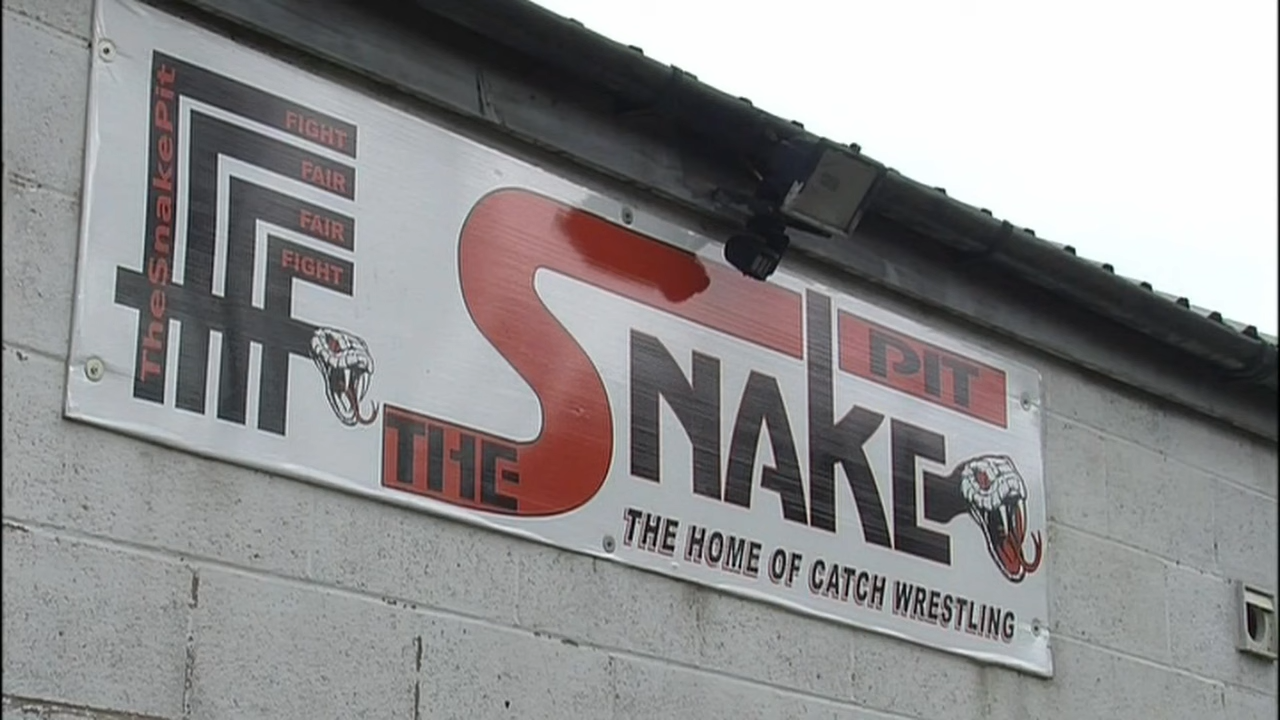 TheSnakePit
FIGHT
FAIR
FAIR
FIGHT
THE SNAKE PIT
THE HOME OF CATCH WRESTLING